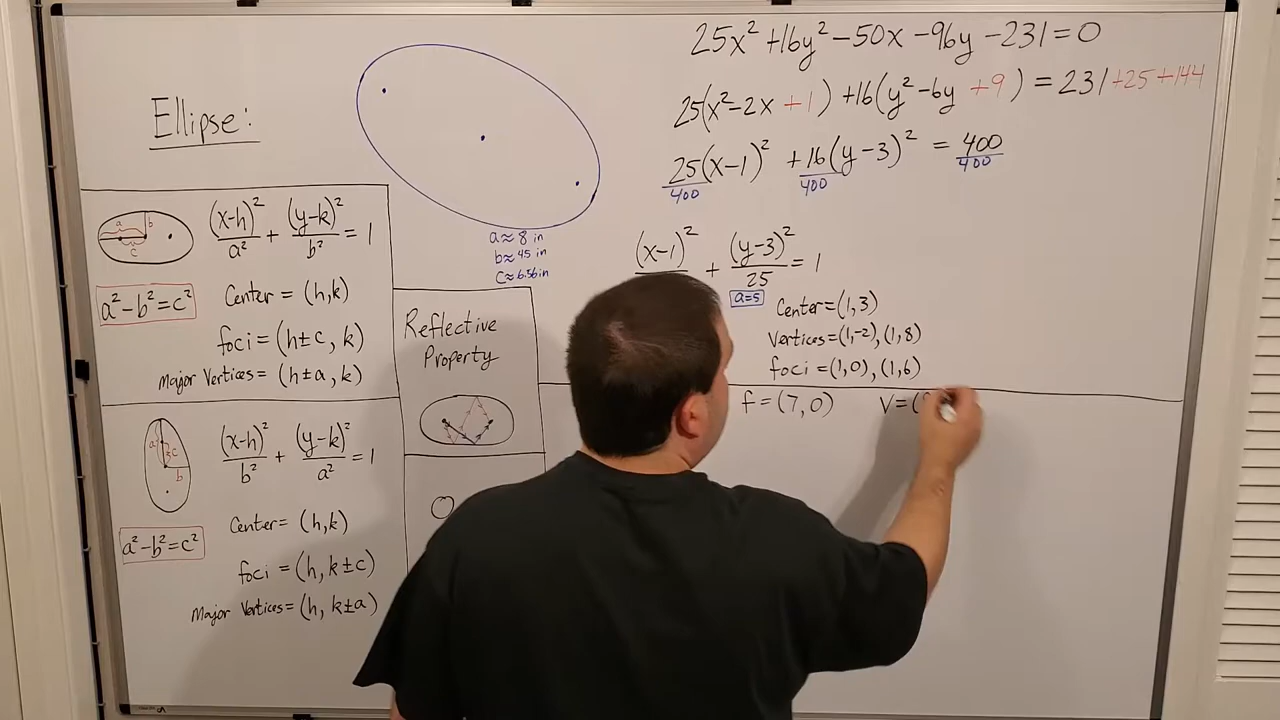 Ellipse:
a b c
(x-h)²/a² + (y-k)²/b² = 1
a²-b²=c²
Center = (h,k)
foci = (h±c, k)
Major Vertices = (h±a, k)
a c b
(x-h)²/b² + (y-k)²/a² = 1
a²-b²=c²
Center = (h,k)
foci = (h, k±c)
Major Vertices = (h, k±a)
a≈8 in
b≈45 in
c≈6.56in
Reflective
Property
25x²+16y²-50x-96y-231=0
25(x²-2x+1)+16(y²-6y+9)=231+25+144
25(x-1)²/400 +16(y-3)²/400 = 400/400
(x-1)² + (y-3)²/25 = 1
a=5
Center=(1,3)
Vertices=(1,-2),(1,8)
foci=(1,0),(1,6)
f=(7,0) V=(